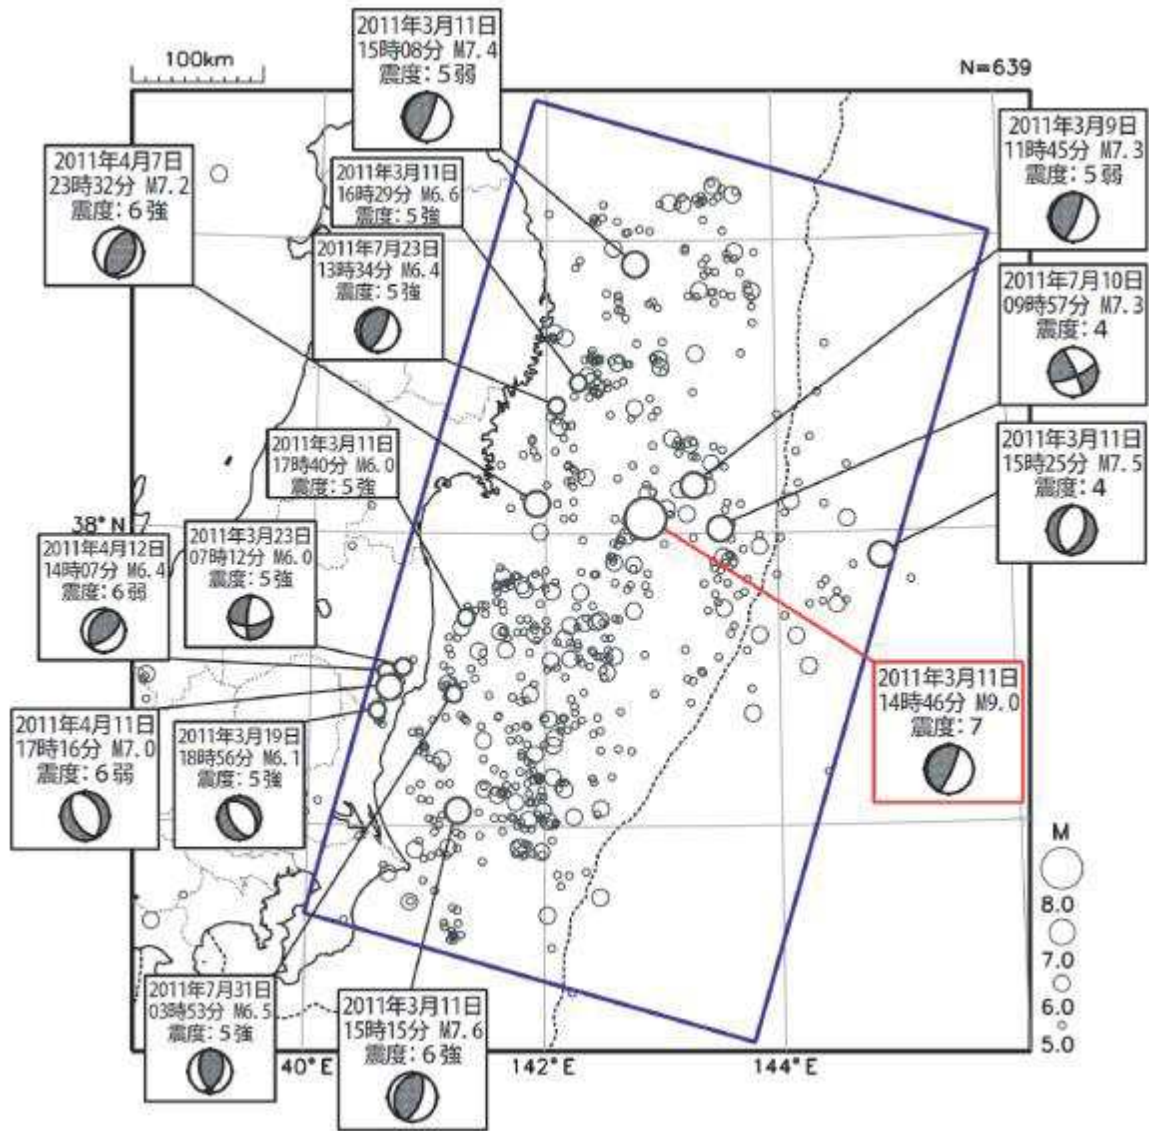 100km
N=639
2011年3月11日
15時08分 M7.4
震度：5弱
2011年3月9日
11時45分 M7.3
震度：5弱
2011年4月7日
23時32分 M7.2
震度：6強
2011年3月11日
16時29分 M6.6
震度：5強
2011年7月23日
13時34分 M6.4
震度：5強
2011年7月10日
09時57分 M7.3
震度：4
2011年3月11日
17時40分 M6.0
震度：5強
2011年3月11日
15時25分 M7.5
震度：4
38°N
2011年4月12日
14時07分 M6.4
震度：6弱
2011年3月23日
07時12分 M6.0
震度：5強
2011年3月11日
14時46分 M9.0
震度：7
2011年4月11日
17時16分 M7.0
震度：6弱
2011年3月19日
18時56分 M6.1
震度：5強
2011年7月31日
03時53分 M6.5
震度：5強
2011年3月11日
15時15分 M7.6
震度：6強
M
8.0
7.0
6.0
5.0
40°E
142°E
144°E